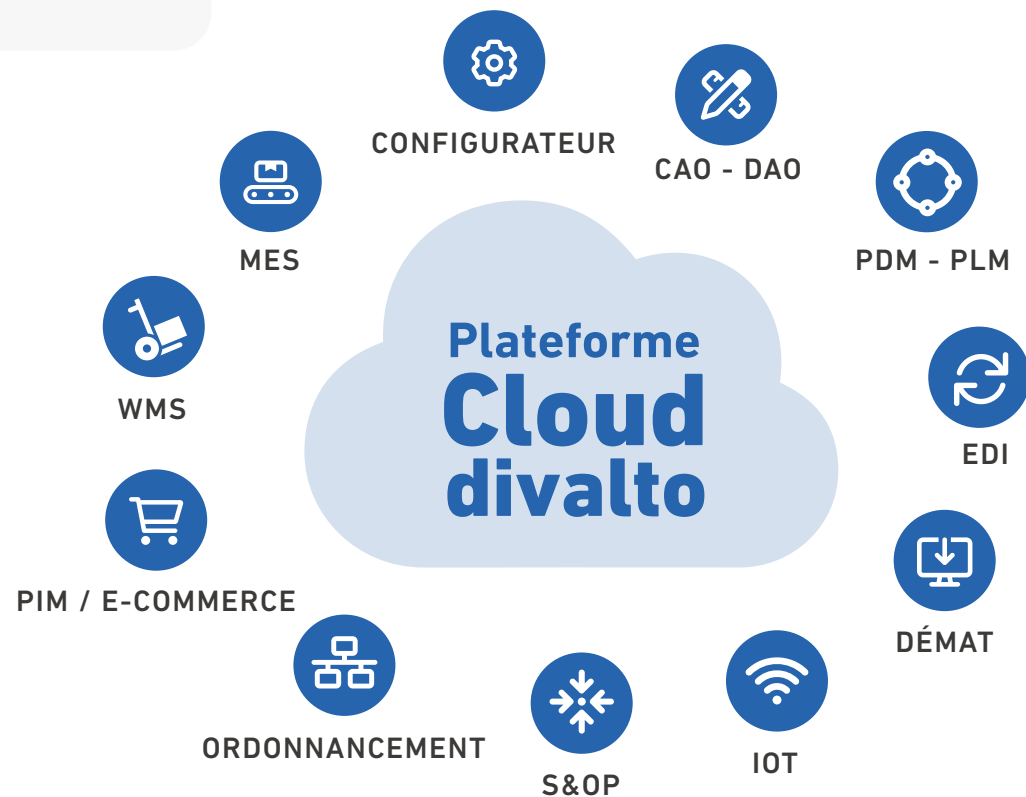 CONFIGURATEUR
CAO - DAO
MES
PDM - PLM
Plateforme
Cloud
divalto
WMS
EDI
PIM / E-COMMERCE
DÉMAT
ORDONNANCEMENT
IOT
S&OP